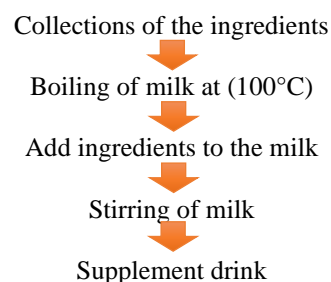 Collections of the ingredients
Boiling of milk at (100°C)
Add ingredients to the milk
Stirring of milk
Supplement drink